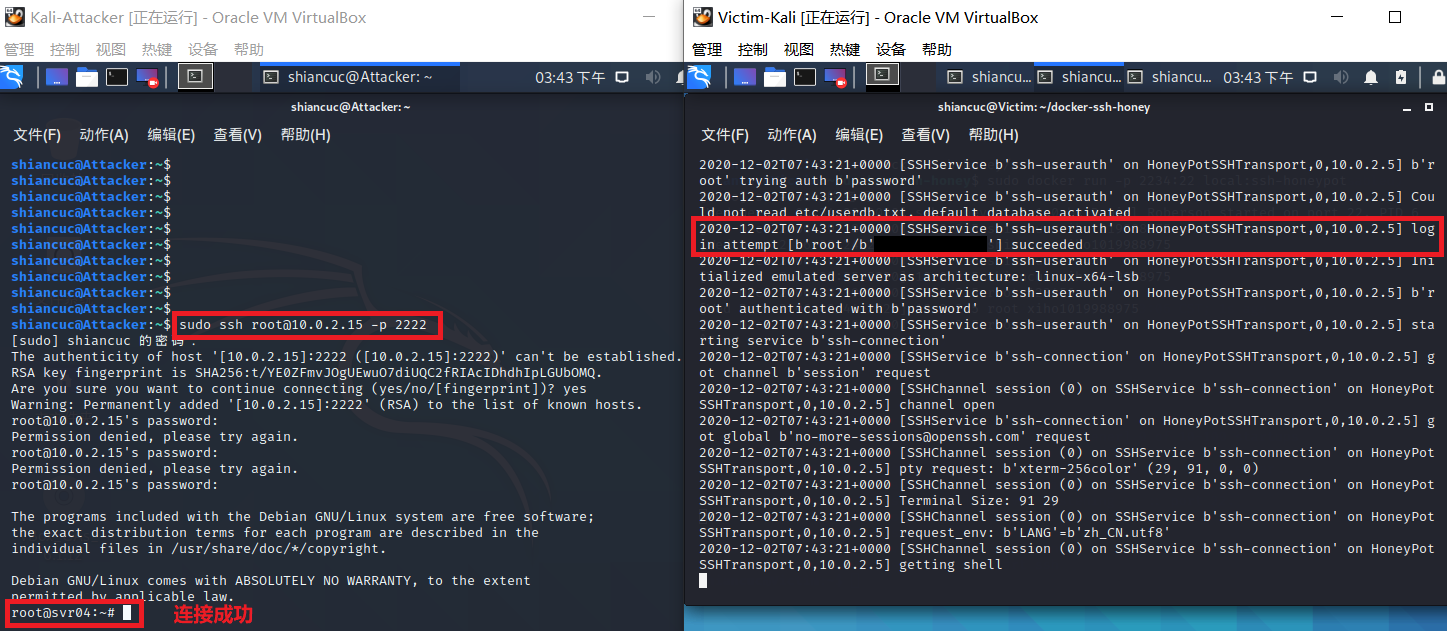 Kali-Attacker [正在运行] - Oracle VM VirtualBox
管理 控制 视图 热键 设备 帮助
shiancuc@Attacker: ~
03:43 下午
shiancuc@Attacker: ~
文件(F) 动作(A) 编辑(E) 查看(V) 帮助(H)
shiancuc@Attacker:~$
shiancuc@Attacker:~$
shiancuc@Attacker:~$
shiancuc@Attacker:~$
shiancuc@Attacker:~$
shiancuc@Attacker:~$
shiancuc@Attacker:~$
shiancuc@Attacker:~$
shiancuc@Attacker:~$
shiancuc@Attacker:~$
shiancuc@Attacker:~$ sudo ssh root@10.0.2.15 -p 2222
[sudo] shiancuc 的密码：
The authenticity of host '[10.0.2.15]:2222 ([10.0.2.15]:2222)' can't be established.
RSA key fingerprint is SHA256:t/YE0ZFmvJOgUEwuO7diUQC2fRIAcIDhdhIpLGUbOMQ.
Are you sure you want to continue connecting (yes/no/[fingerprint])? yes
Warning: Permanently added '[10.0.2.15]:2222' (RSA) to the list of known hosts.
root@10.0.2.15's password:
Permission denied, please try again.
root@10.0.2.15's password:
Permission denied, please try again.
root@10.0.2.15's password:
The programs included with the Debian GNU/Linux system are free software;
the exact distribution terms for each program are described in the
individual files in /usr/share/doc/*/copyright.
Debian GNU/Linux comes with ABSOLUTELY NO WARRANTY, to the extent
permitted by applicable law.
root@svr04:~#
连接成功
Victim-Kali [正在运行] - Oracle VM VirtualBox
管理 控制 视图 热键 设备 帮助
shiancuc... shiancuc... shiancuc... 03:43 下午
shiancuc@Victim: ~/docker-ssh-honey
文件(F) 动作(A) 编辑(E) 查看(V) 帮助(H)
2020-12-02T07:43:21+0000 [SSHService b'ssh-userauth' on HoneyPotSSHTransport,0,10.0.2.5] b'r
oot' trying auth b'password'
2020-12-02T07:43:21+0000 [SSHService b'ssh-userauth' on HoneyPotSSHTransport,0,10.0.2.5] Cou
ld not read etc/userdb.txt, default database activated
2020-12-02T07:43:21+0000 [SSHService b'ssh-userauth' on HoneyPotSSHTransport,0,10.0.2.5] log
in attempt [b'root'/b' '] succeeded
2020-12-02T07:43:21+0000 [SSHService b'ssh-userauth' on HoneyPotSSHTransport,0,10.0.2.5] Ini
tialized emulated server as architecture: linux-x64-lsb
2020-12-02T07:43:21+0000 [SSHService b'ssh-userauth' on HoneyPotSSHTransport,0,10.0.2.5] b'r
oot' authenticated with b'password'
2020-12-02T07:43:21+0000 [SSHService b'ssh-userauth' on HoneyPotSSHTransport,0,10.0.2.5] sta
rting service b'ssh-connection'
2020-12-02T07:43:21+0000 [SSHService b'ssh-connection' on HoneyPotSSHTransport,0,10.0.2.5] g
ot channel b'session' request
2020-12-02T07:43:21+0000 [SSHChannel session (0) on SSHService b'ssh-connection' on HoneyPot
SSHTransport,0,10.0.2.5] channel open
2020-12-02T07:43:21+0000 [SSHService b'ssh-connection' on HoneyPotSSHTransport,0,10.0.2.5] g
ot global b'no-more-sessions@openssh.com' request
2020-12-02T07:43:21+0000 [SSHChannel session (0) on SSHService b'ssh-connection' on HoneyPot
SSHTransport,0,10.0.2.5] pty request: b'xterm-256color' (29, 91, 0, 0)
2020-12-02T07:43:21+0000 [SSHChannel session (0) on SSHService b'ssh-connection' on HoneyPot
SSHTransport,0,10.0.2.5] Terminal Size: 91 29
2020-12-02T07:43:21+0000 [SSHChannel session (0) on SSHService b'ssh-connection' on HoneyPot
SSHTransport,0,10.0.2.5] request_env: b'LANG'=b'zh_CN.utf8'
2020-12-02T07:43:21+0000 [SSHChannel session (0) on SSHService b'ssh-connection' on HoneyPot
SSHTransport,0,10.0.2.5] getting shell